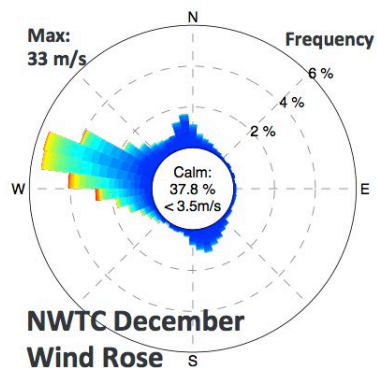 N
Max:
33 m/s
Frequency
6 %
4 %
2 %
Calm:
37.8 %
< 3.5m/s
W
E
NWTC December
Wind Rose
S